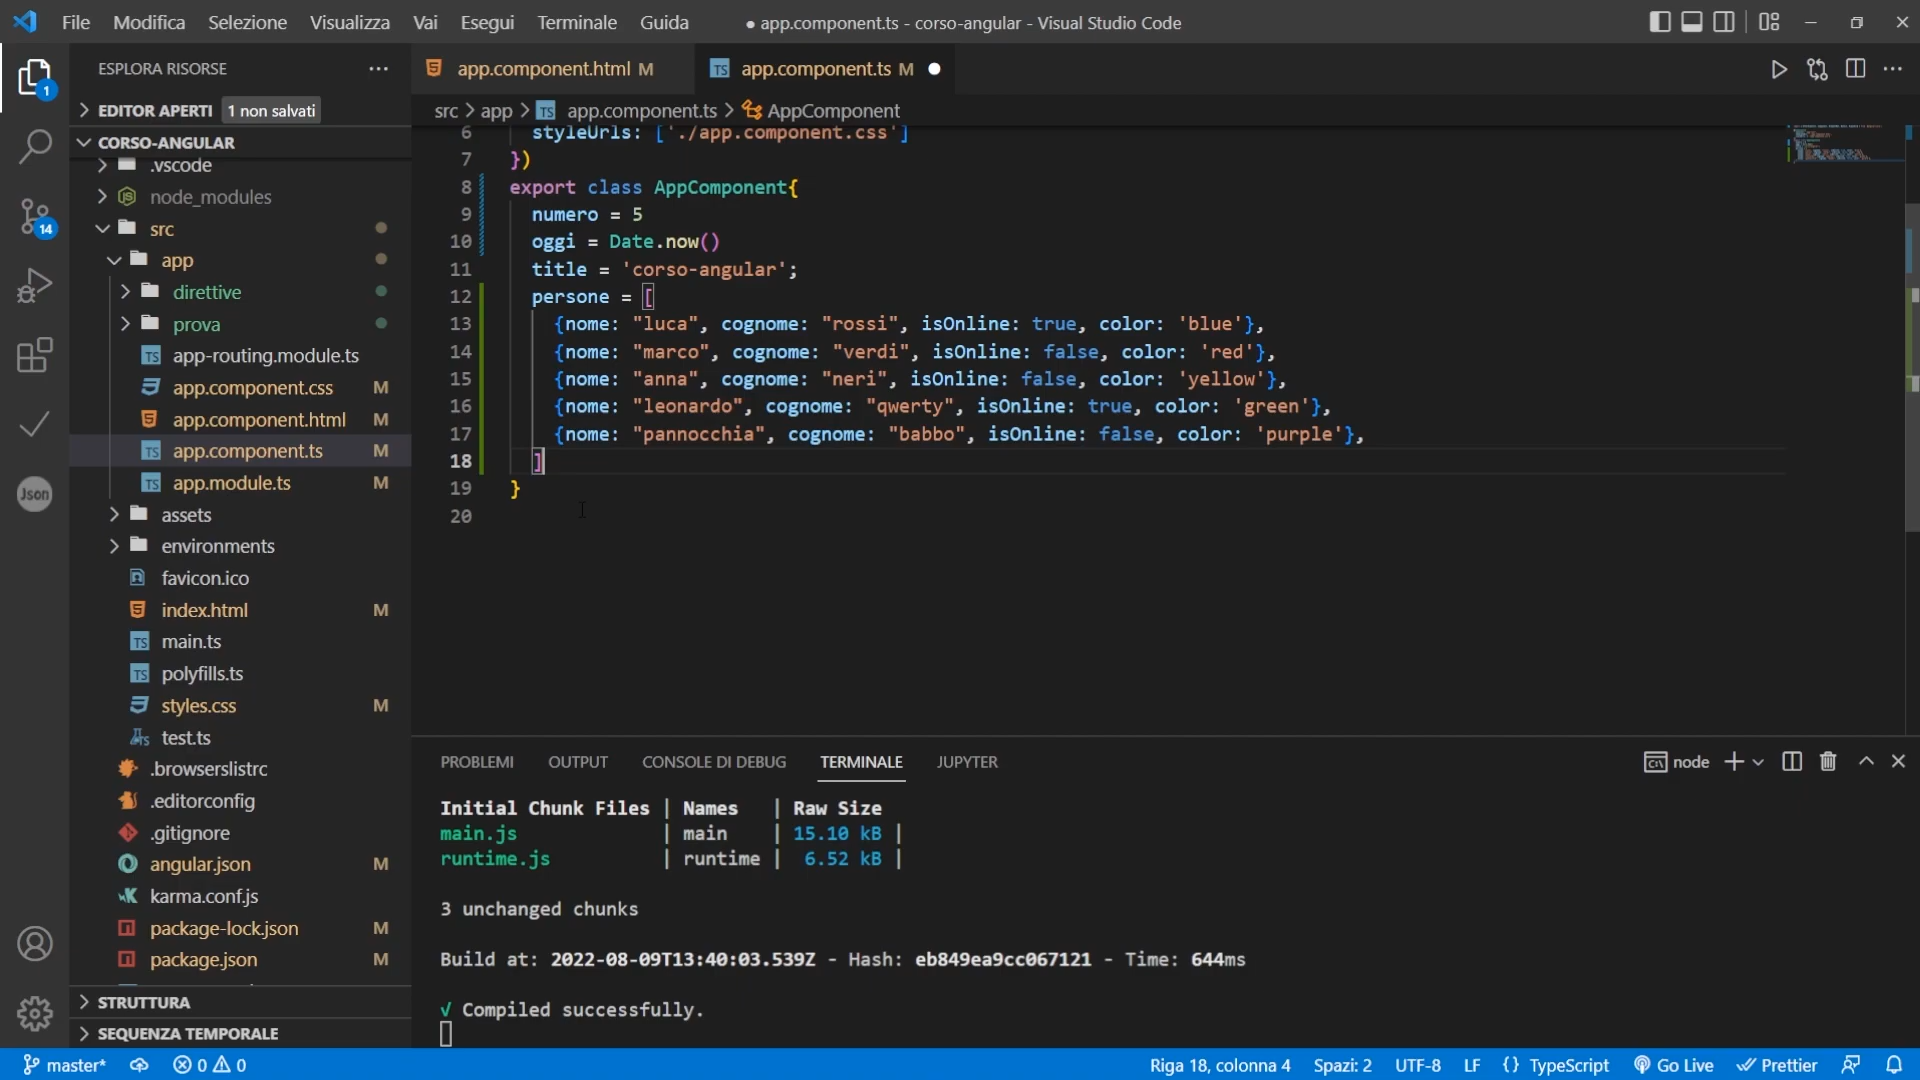 File Modifica Selezione Visualizza Vai Esegui Terminale Guida
● app.component.ts - corso-angular - Visual Studio Code
ESPLORA RISORSE
EDITOR APERTI 1 non salvati
CORSO-ANGULAR
.vscode
node_modules
src
app
direttive
prova
app-routing.module.ts
app.component.css M
app.component.html M
app.component.ts M
app.module.ts M
assets
environments
favicon.ico
index.html M
main.ts
polyfills.ts
styles.css M
test.ts
.browserslistrc
.editorconfig
.gitignore
angular.json M
karma.conf.js
package-lock.json M
package.json M
STRUTTURA
SEQUENZA TEMPORALE
1
14
Json
app.component.html M
TS app.component.ts M ●
src > app > TS app.component.ts > AppComponent
6 styleUrls: ['./app.component.css']
7 })
8 export class AppComponent{
9 numero = 5
10 oggi = Date.now()
11 title = 'corso-angular';
12 persone = [
13 {nome: "luca", cognome: "rossi", isOnline: true, color: 'blue'},
14 {nome: "marco", cognome: "verdi", isOnline: false, color: 'red'},
15 {nome: "anna", cognome: "neri", isOnline: false, color: 'yellow'},
16 {nome: "leonardo", cognome: "qwerty", isOnline: true, color: 'green'},
17 {nome: "pannocchia", cognome: "babbo", isOnline: false, color: 'purple'},
18 ]
19 }
20
PROBLEMI OUTPUT CONSOLE DI DEBUG TERMINALE JUPYTER
node
Initial Chunk Files | Names | Raw Size
main.js | main | 15.10 kB |
runtime.js | runtime | 6.52 kB |
3 unchanged chunks
Build at: 2022-08-09T13:40:03.539Z - Hash: eb849ea9cc067121 - Time: 644ms
√ Compiled successfully.
master* 0 0
Riga 18, colonna 4 Spazi: 2 UTF-8 LF {} TypeScript Go Live Prettier